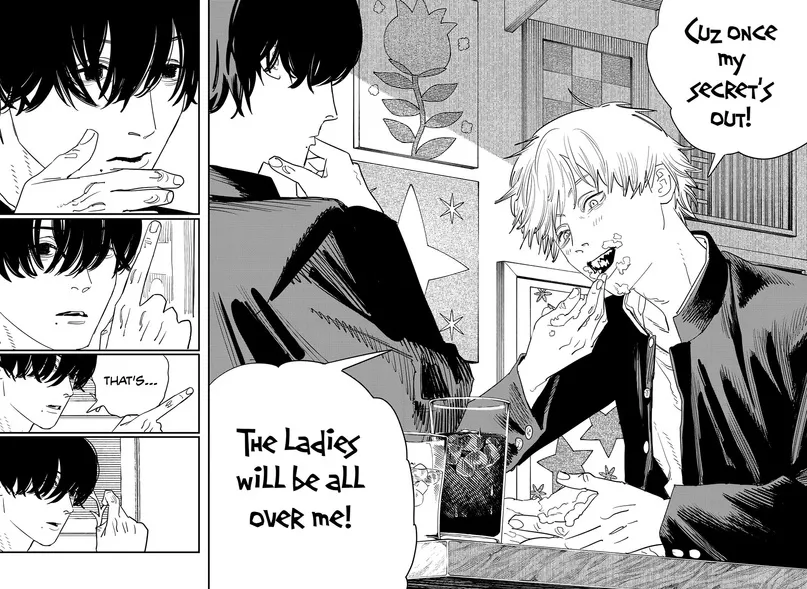 CUZ ONCE
MY
SECRET'S
OUT!
THE LADIES
WILL BE ALL
OVER ME!
THAT'S...